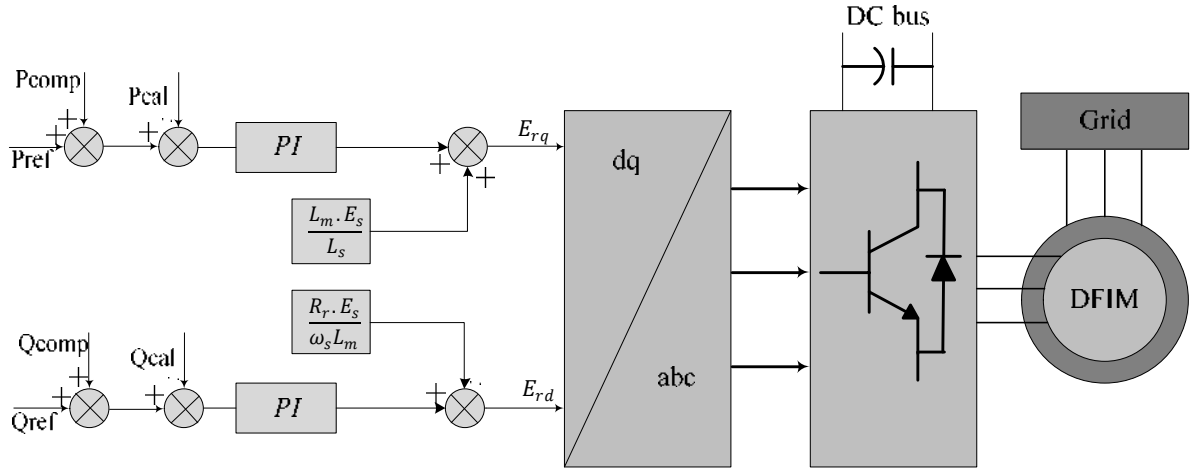 DC bus
Pcomp
Pcal
Grid
+
+
+
Pref
PI
+
+
E_rq
dq
L_m . E_s
L_s
R_r . E_s
ω_s L_m
DFIM
Qcomp
Qcal
abc
+
+
+
Qref
PI
+
E_rd